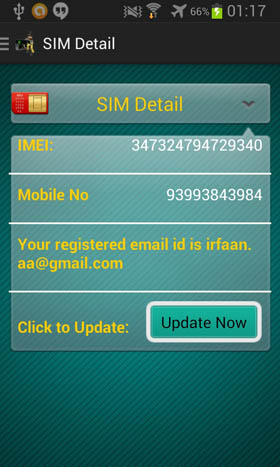 66% 01:17
SIM Detail
SIM Detail
IMEI: 347324794729340
Mobile No 93993843984
Your registered email id is irfaan.
aa@gmail.com
Click to Update: Update Now